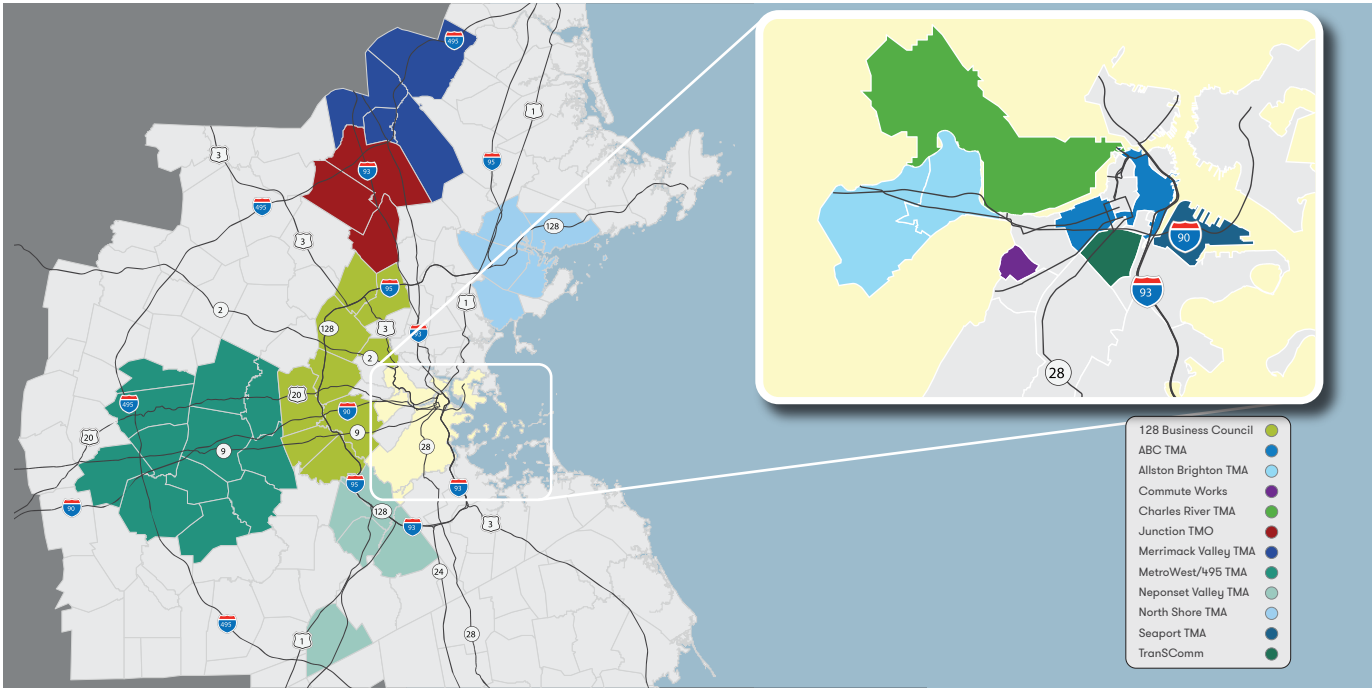 495
1
3
95
93
495
128
3
95
1
2
128
3
93
2
20
495
90
9
20
9
28
95
93
90
128
93
3
24
495
1
28
90
93
28
128 Business Council
ABC TMA
Allston Brighton TMA
Commute Works
Charles River TMA
Junction TMO
Merrimack Valley TMA
MetroWest/495 TMA
Neponset Valley TMA
North Shore TMA
Seaport TMA
TranSComm